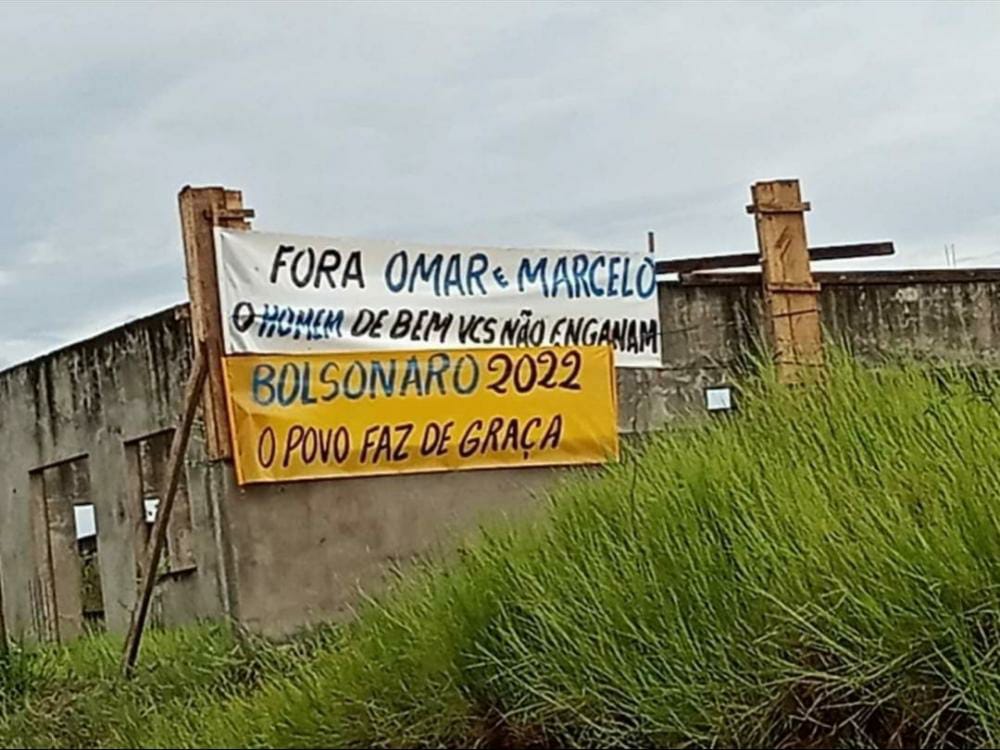 FORA OMAR E MARCELO
O HOMEM DE BEM VCS NÃO ENGANAM
BOLSONARO 2022
O POVO FAZ DE GRAÇA